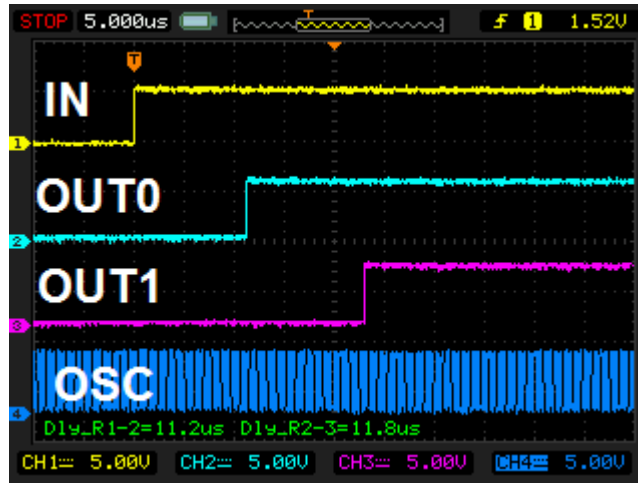 STOP 5.000us T ƒ 1 1.52V
T
IN
1
OUT0
2
OUT1
3
OSC
4
Dly_R1-2=11.2us Dly_R2-3=11.8us
CH1⎓ 5.00V CH2⎓ 5.00V CH3⎓ 5.00V CH4⎓ 5.00V